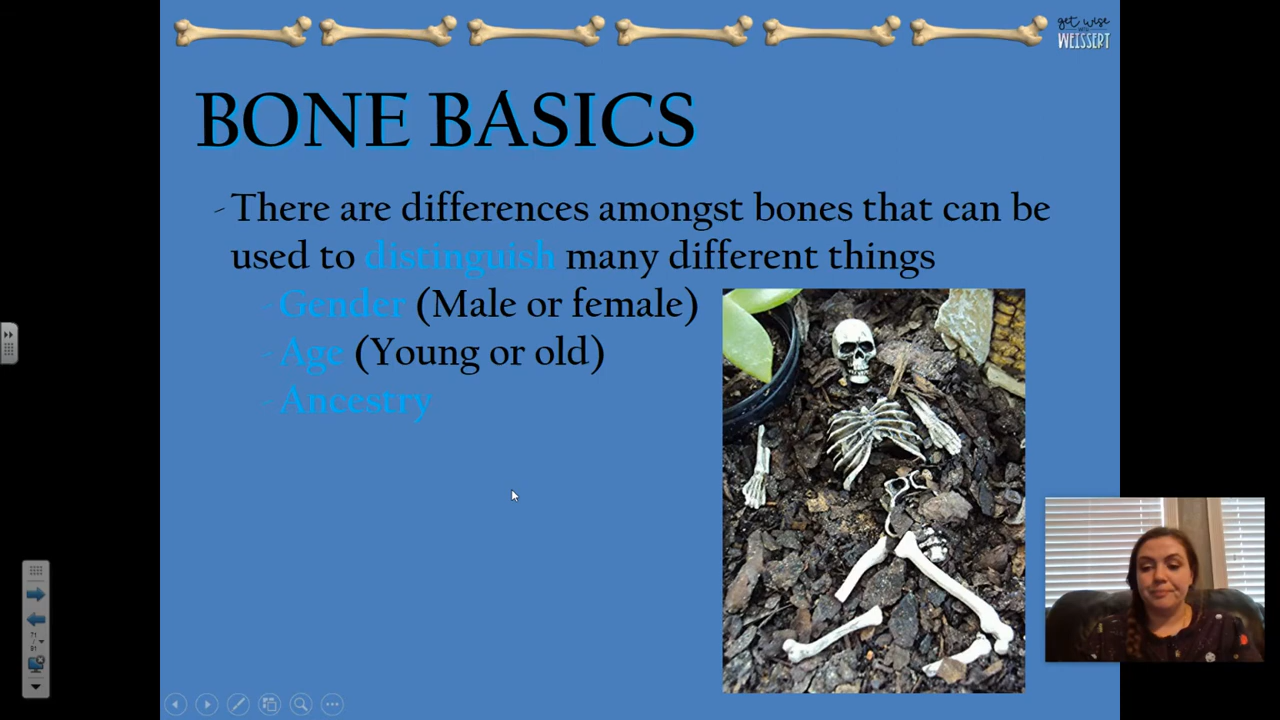 get wise
WEISSERT
BONE BASICS
- There are differences amongst bones that can be
used to distinguish many different things
- Gender (Male or female)
- Age (Young or old)
- Ancestry